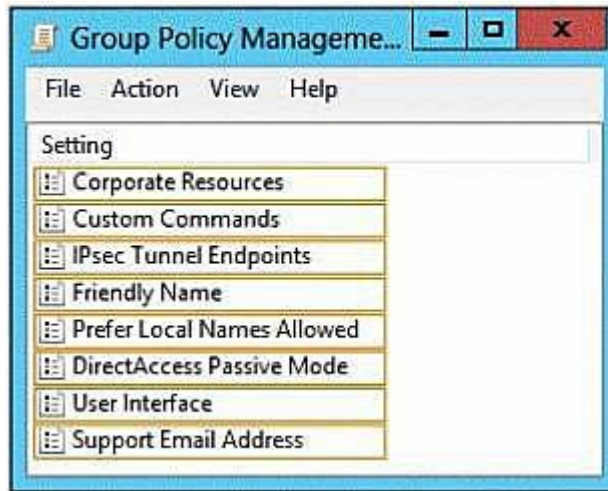 Group Policy Manageme...
File Action View Help
Setting
Corporate Resources
Custom Commands
IPsec Tunnel Endpoints
Friendly Name
Prefer Local Names Allowed
DirectAccess Passive Mode
User Interface
Support Email Address